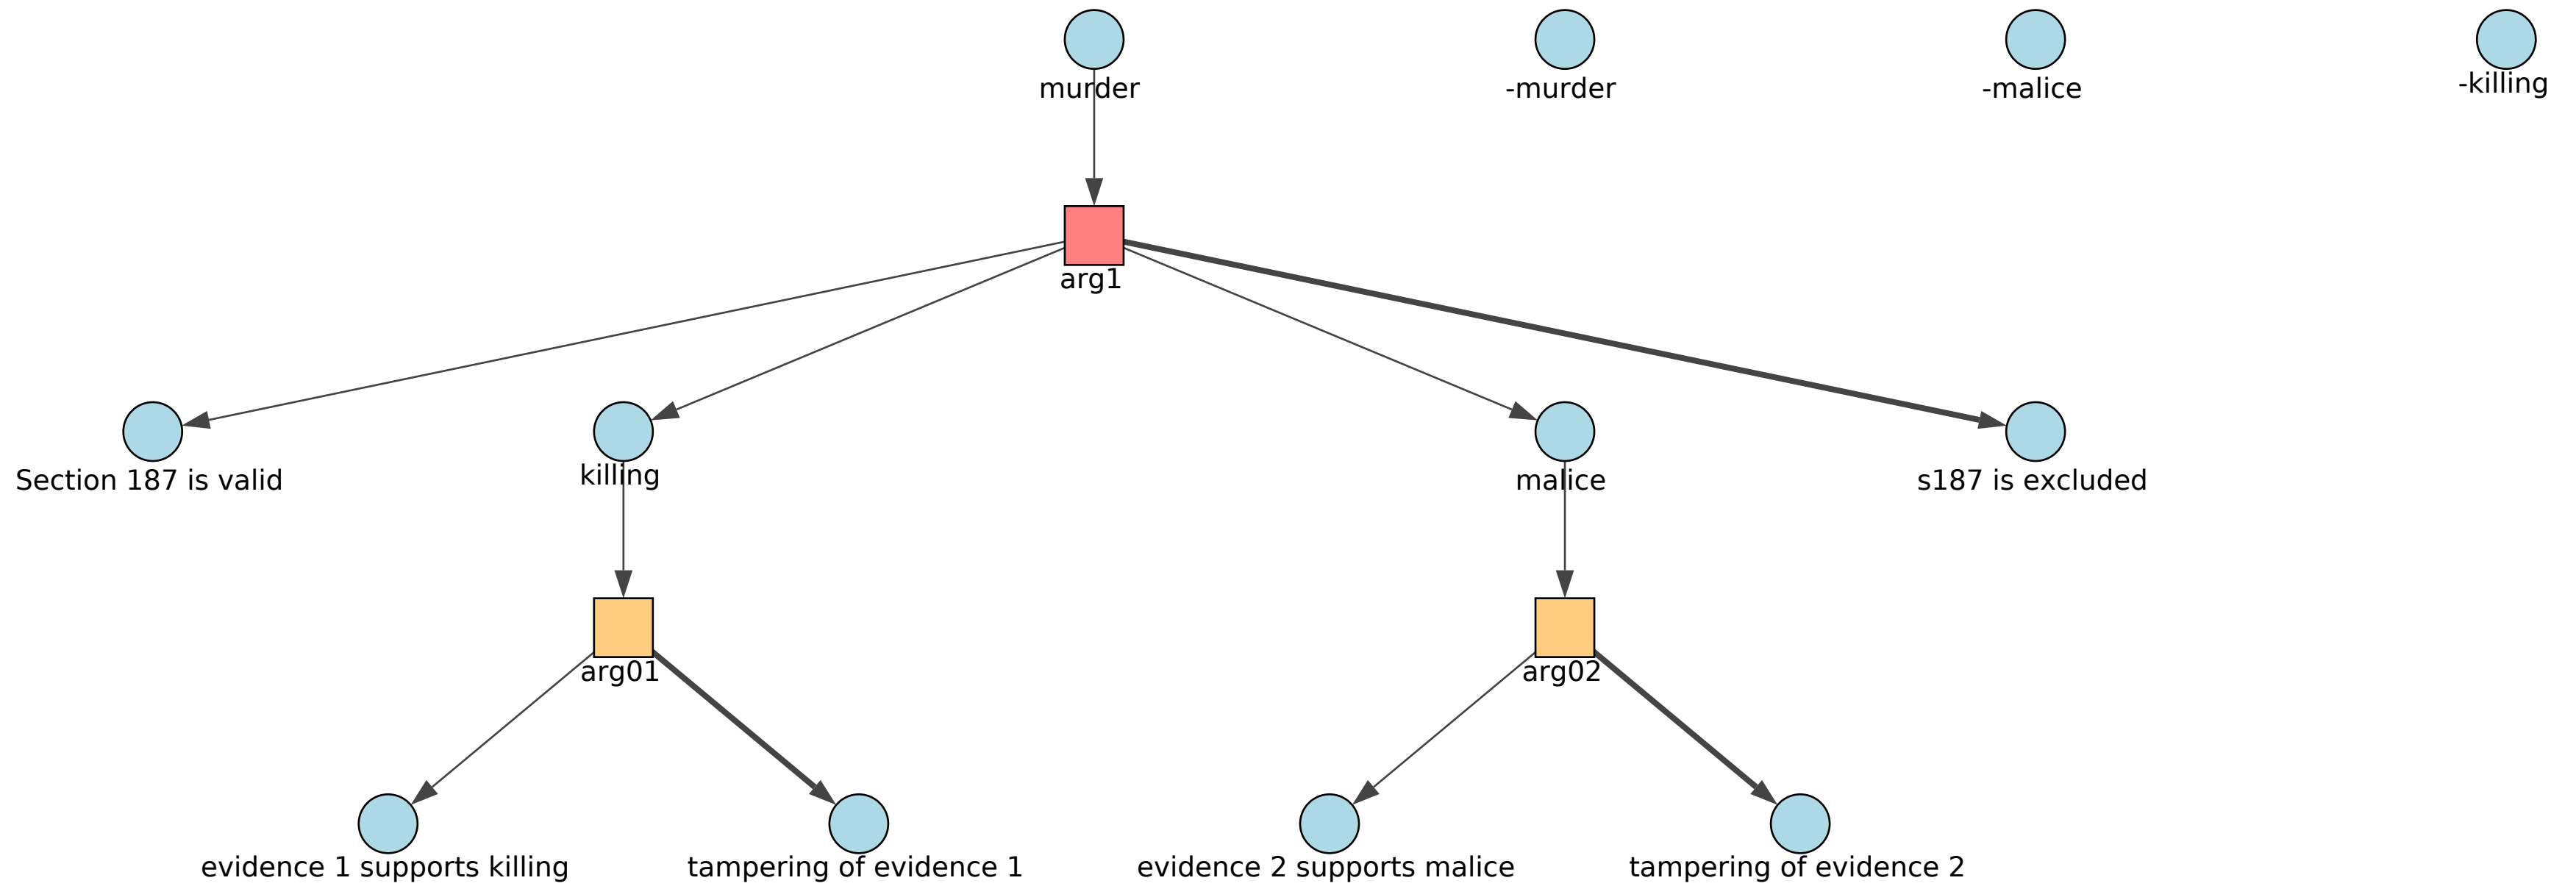 murder
-murder
-malice
-killing
arg1
Section 187 is valid
killing
malice
s187 is excluded
arg01
arg02
evidence 1 supports killing
tampering of evidence 1
evidence 2 supports malice
tampering of evidence 2